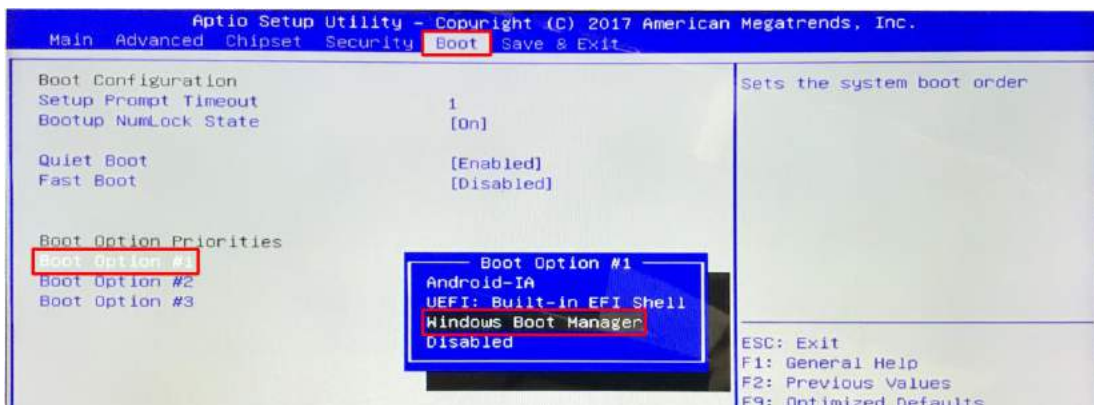 Aptio Setup Utility – Copyright (C) 2017 American Megatrends, Inc.
Main Advanced Chipset Security Boot Save & Exit
Boot Configuration
Setup Prompt Timeout 1
Bootup NumLock State [On]
Quiet Boot [Enabled]
Fast Boot [Disabled]
Boot Option Priorities
Boot Option #1
Boot Option #2
Boot Option #3
Boot Option #1
Android-IA
UEFI: Built-in EFI Shell
Windows Boot Manager
Disabled
Sets the system boot order
ESC: Exit
F1: General Help
F2: Previous Values
F9: Optimized Defaults